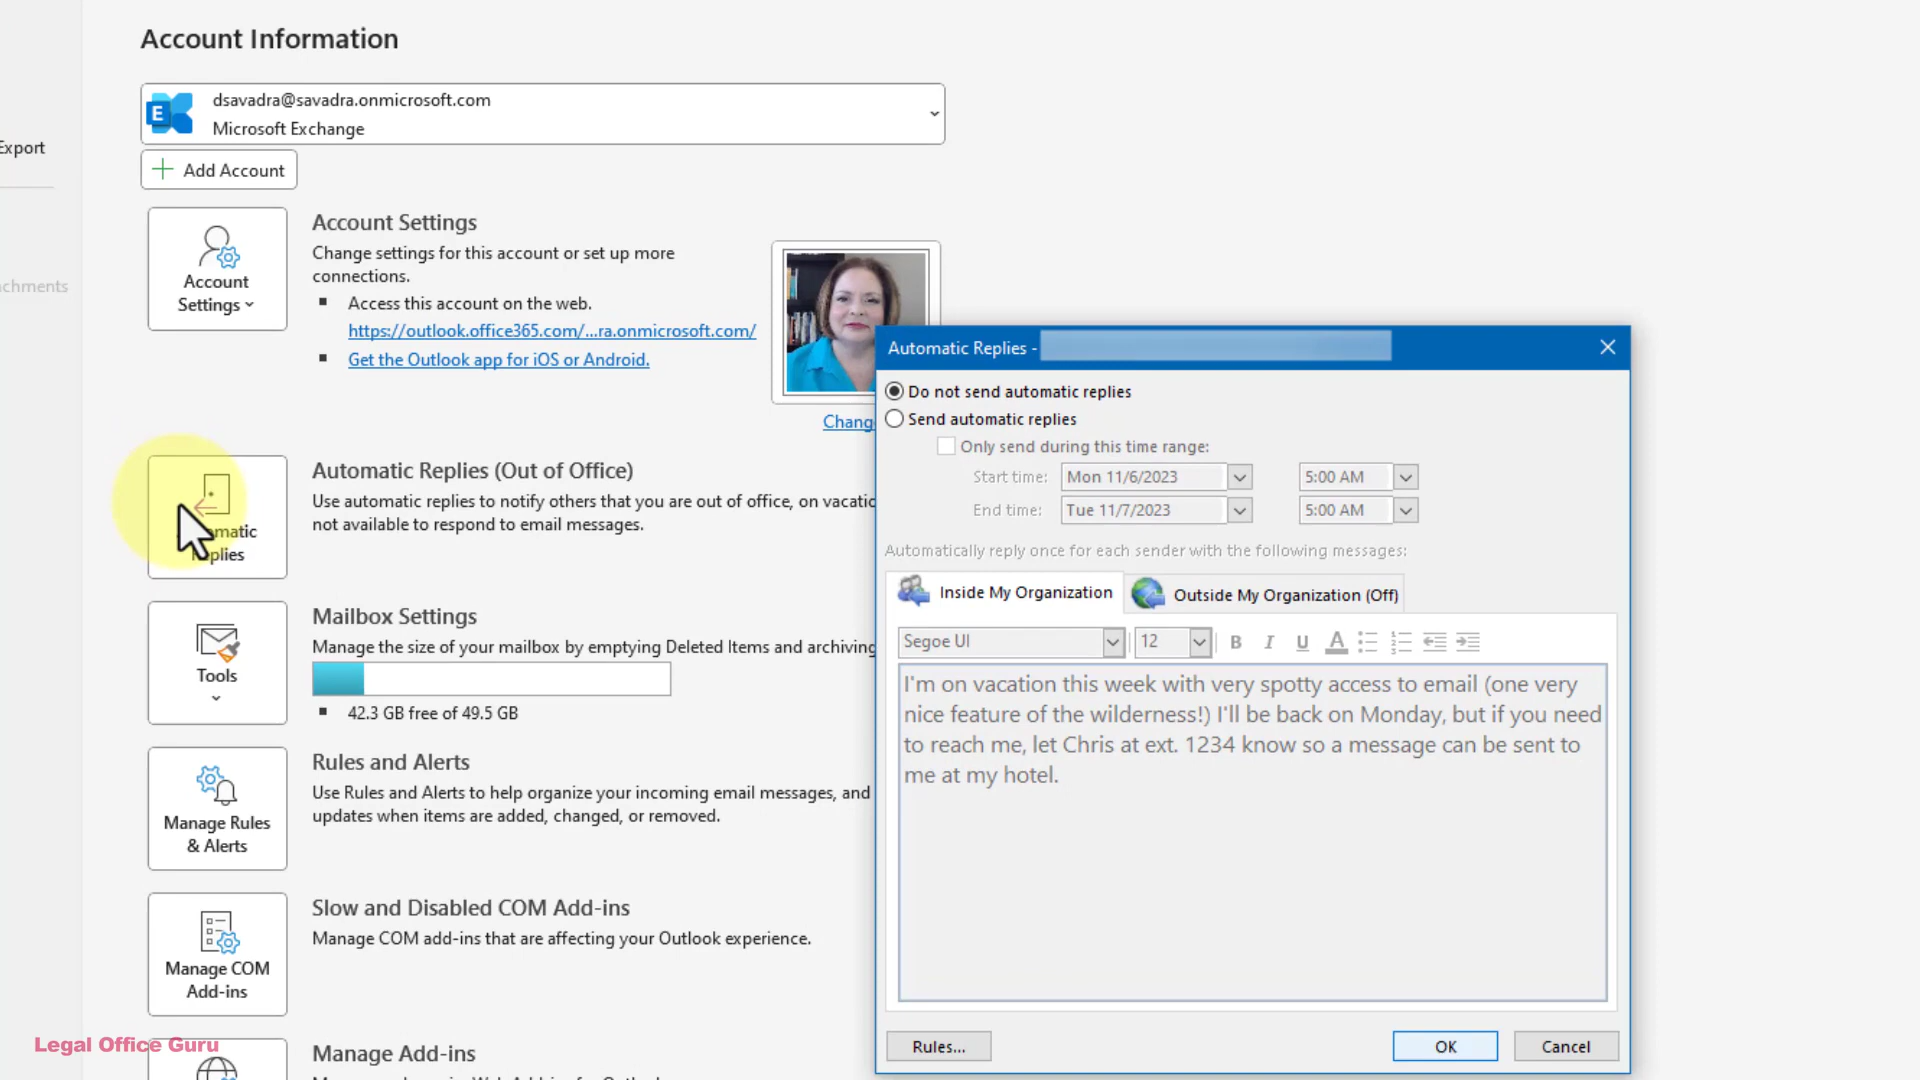 Account Information
dsavadra@savadra.onmicrosoft.com
Microsoft Exchange
Export
Add Account
Account Settings
Account
Settings
Change settings for this account or set up more
connections.
Access this account on the web.
https://outlook.office365.com/...ra.onmicrosoft.com/
Get the Outlook app for iOS or Android.
chments
Change
Automatic Replies (Out of Office)
Use automatic replies to notify others that you are out of office, on vacatio
not available to respond to email messages.
matic
Replies
Mailbox Settings
Manage the size of your mailbox by emptying Deleted Items and archiving
Tools
42.3 GB free of 49.5 GB
Rules and Alerts
Use Rules and Alerts to help organize your incoming email messages, and
updates when items are added, changed, or removed.
Manage Rules
& Alerts
Slow and Disabled COM Add-ins
Manage COM add-ins that are affecting your Outlook experience.
Manage COM
Add-ins
Manage Add-ins
Legal Office Guru
Automatic Replies -
Do not send automatic replies
Send automatic replies
Only send during this time range:
Start time: Mon 11/6/2023 5:00 AM
End time: Tue 11/7/2023 5:00 AM
Automatically reply once for each sender with the following messages:
Inside My Organization Outside My Organization (Off)
Segoe UI 12 B I U A
I'm on vacation this week with very spotty access to email (one very
nice feature of the wilderness!) I'll be back on Monday, but if you need
to reach me, let Chris at ext. 1234 know so a message can be sent to
me at my hotel.
Rules... OK Cancel